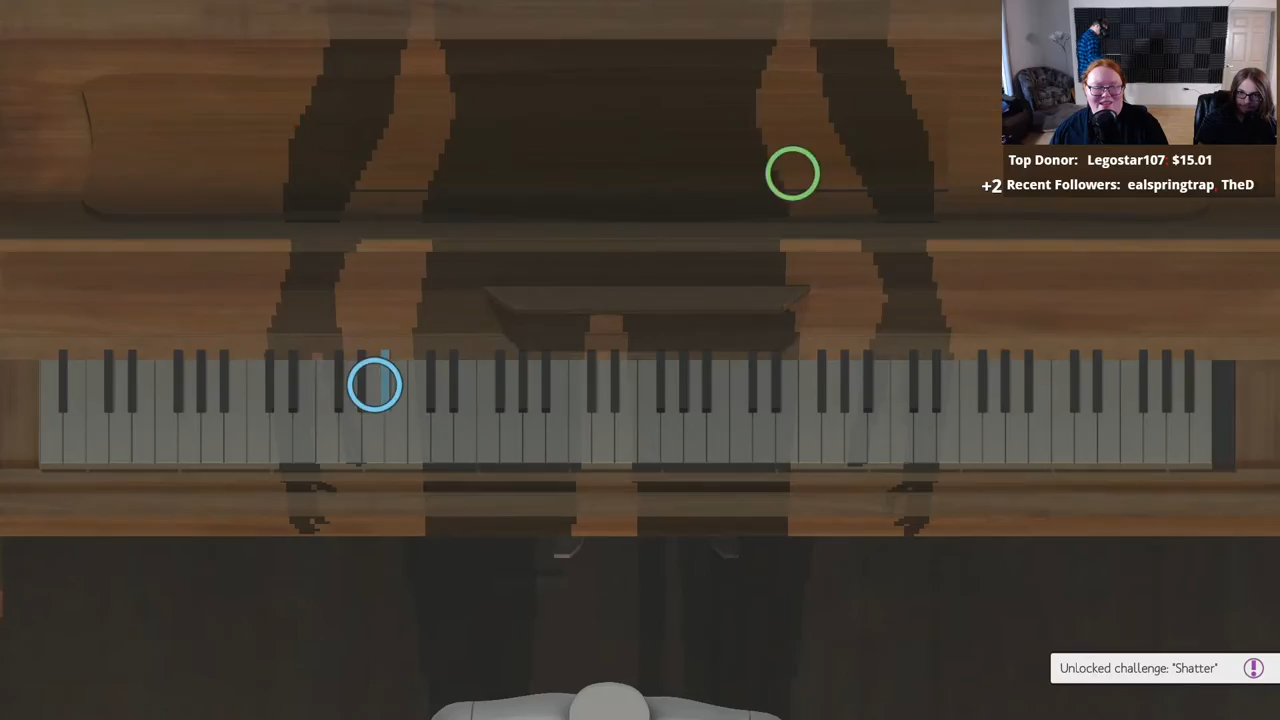 Top Donor: Legostar107: $15.01
+2 Recent Followers: ealspringtrap, TheD
Unlocked challenge: "Shatter"